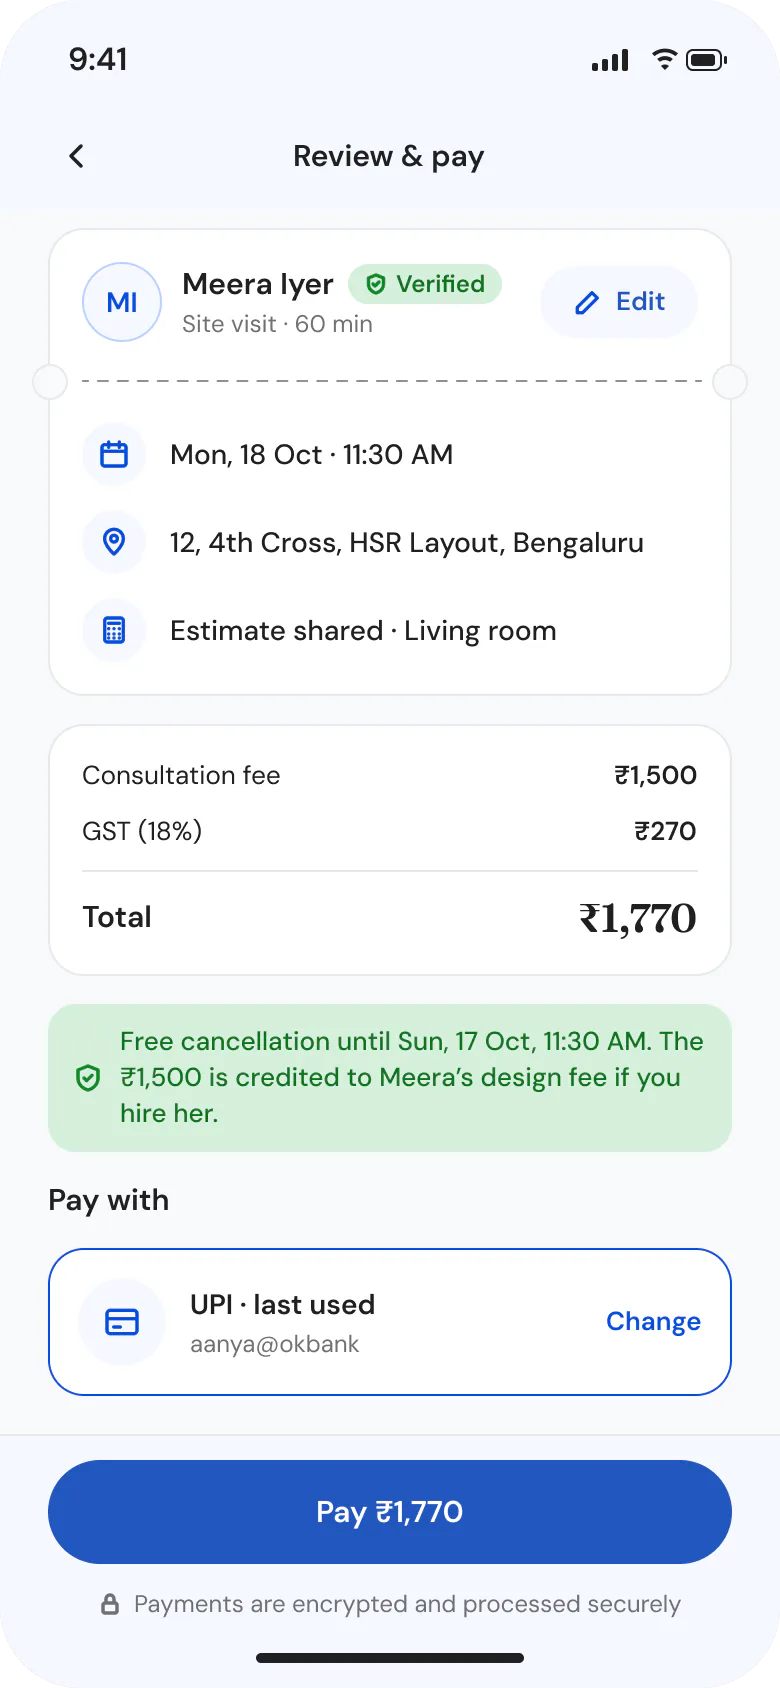 9:41
Review & pay
MI
Meera Iyer
Verified
Site visit · 60 min
Edit
Mon, 18 Oct · 11:30 AM
12, 4th Cross, HSR Layout, Bengaluru
Estimate shared · Living room
Consultation fee ₹1,500
GST (18%) ₹270
Total ₹1,770
Free cancellation until Sun, 17 Oct, 11:30 AM. The
₹1,500 is credited to Meera’s design fee if you
hire her.
Pay with
UPI · last used
aanya@okbank
Change
Pay ₹1,770
Payments are encrypted and processed securely